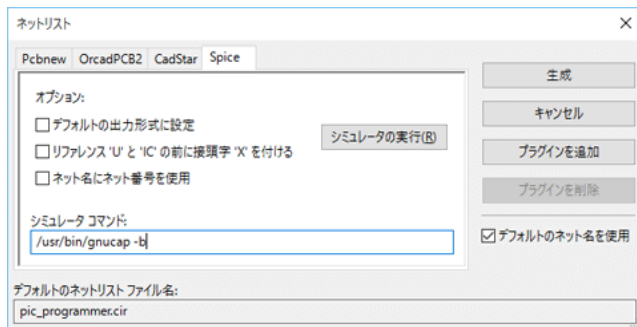 ネットリスト
Pcbnew OrcadPCB2 CadStar Spice
オプション:
デフォルトの出力形式に設定
リファレンス 'U' と 'IC' の前に接頭字 'X' を付ける
ネット名にネット番号を使用
シミュレータの実行(R)
シミュレータ コマンド:
/usr/bin/gnucap -b
生成
キャンセル
プラグインを追加
プラグインを削除
デフォルトのネット名を使用
デフォルトのネットリスト ファイル名:
pic_programmer.cir